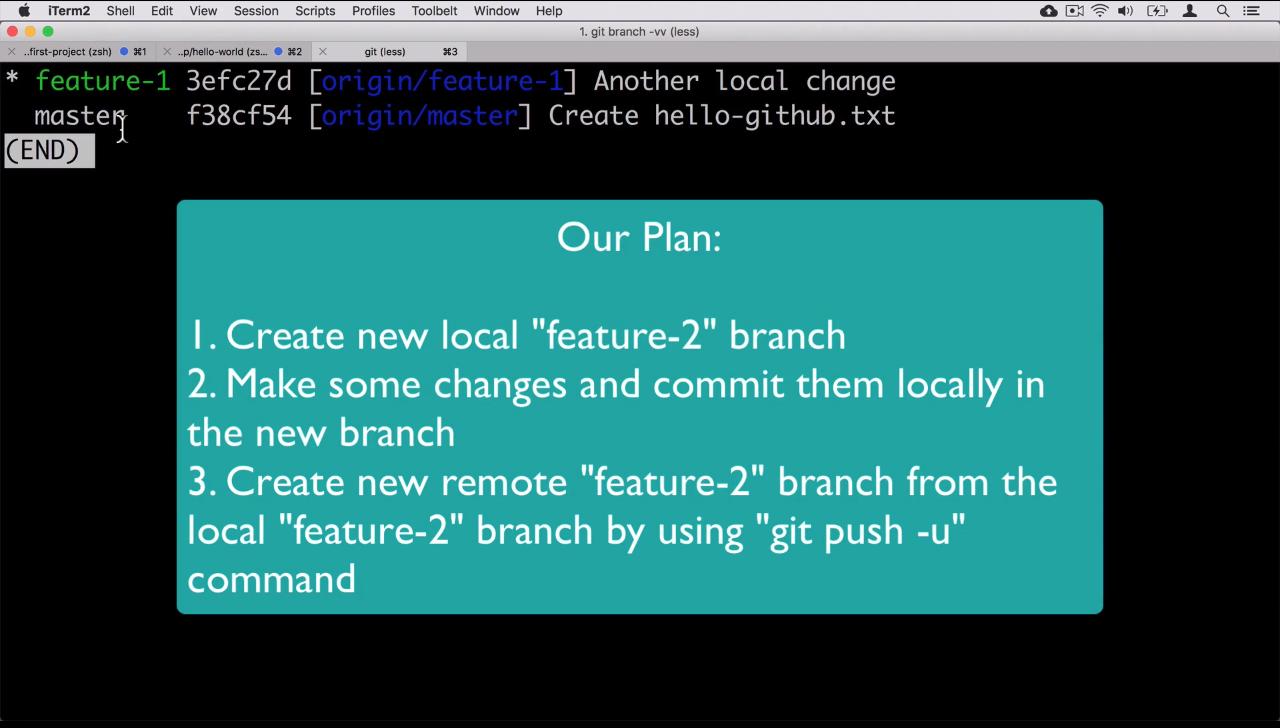 iTerm2 Shell Edit View Session Scripts Profiles Toolbelt Window Help
1. git branch -vv (less)
..first-project (zsh) ⌘1 ..p/hello-world (zs... ⌘2 git (less) ⌘3
* feature-1 3efc27d [origin/feature-1] Another local change
master f38cf54 [origin/master] Create hello-github.txt
(END)
Our Plan:
1. Create new local "feature-2" branch
2. Make some changes and commit them locally in
the new branch
3. Create new remote "feature-2" branch from the
local "feature-2" branch by using "git push -u"
command